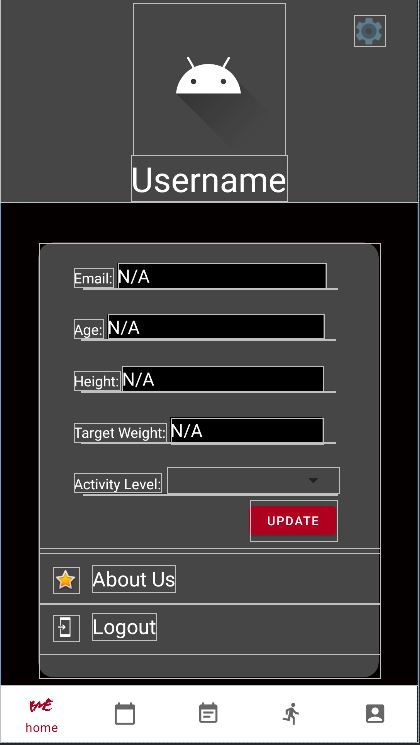 Username
Email: N/A
Age: N/A
Height: N/A
Target Weight: N/A
Activity Level:
UPDATE
About Us
Logout
home